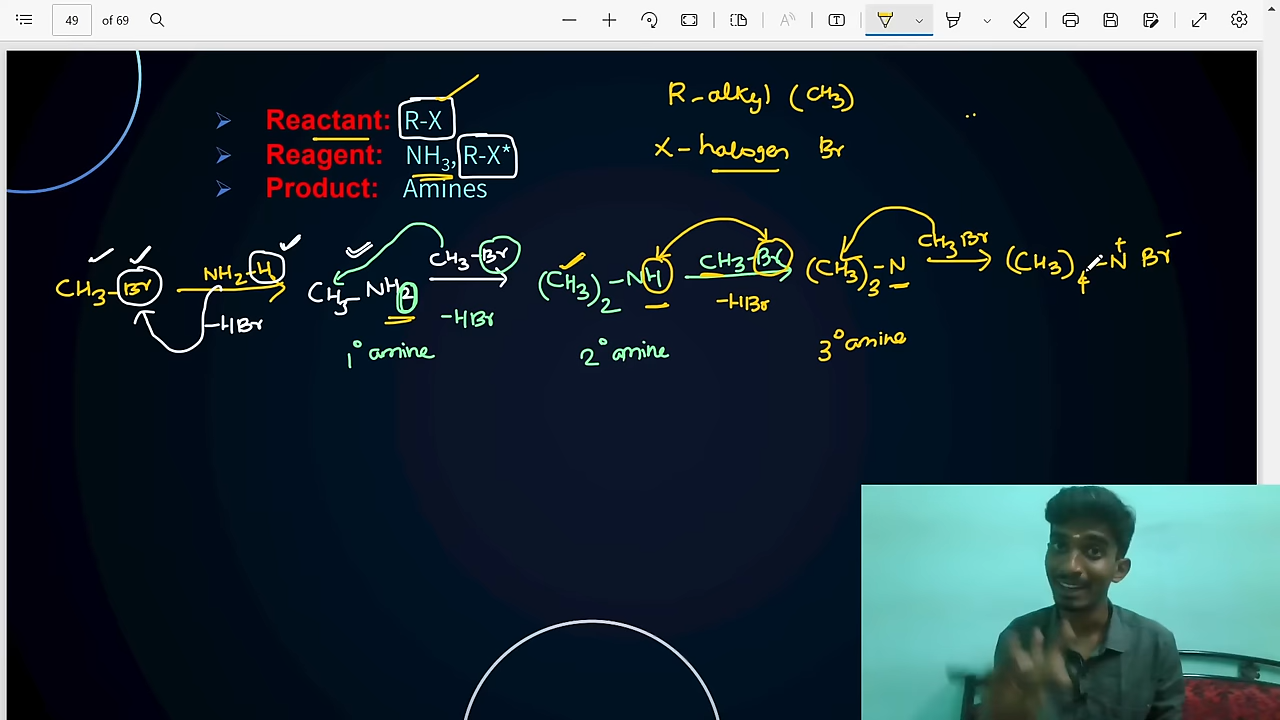 49 of 69
Reactant: R-X
Reagent: NH3, R-X*
Product: Amines
R-alkyl (CH3)
X-halogen Br
CH3-Br NH2-H -HBr CH3-NH2 CH3-Br -HBr (CH3)2-NH CH3-Br -HBr (CH3)3-N CH3Br (CH3)4-N+ Br-
1° amine 2° amine 3° amine